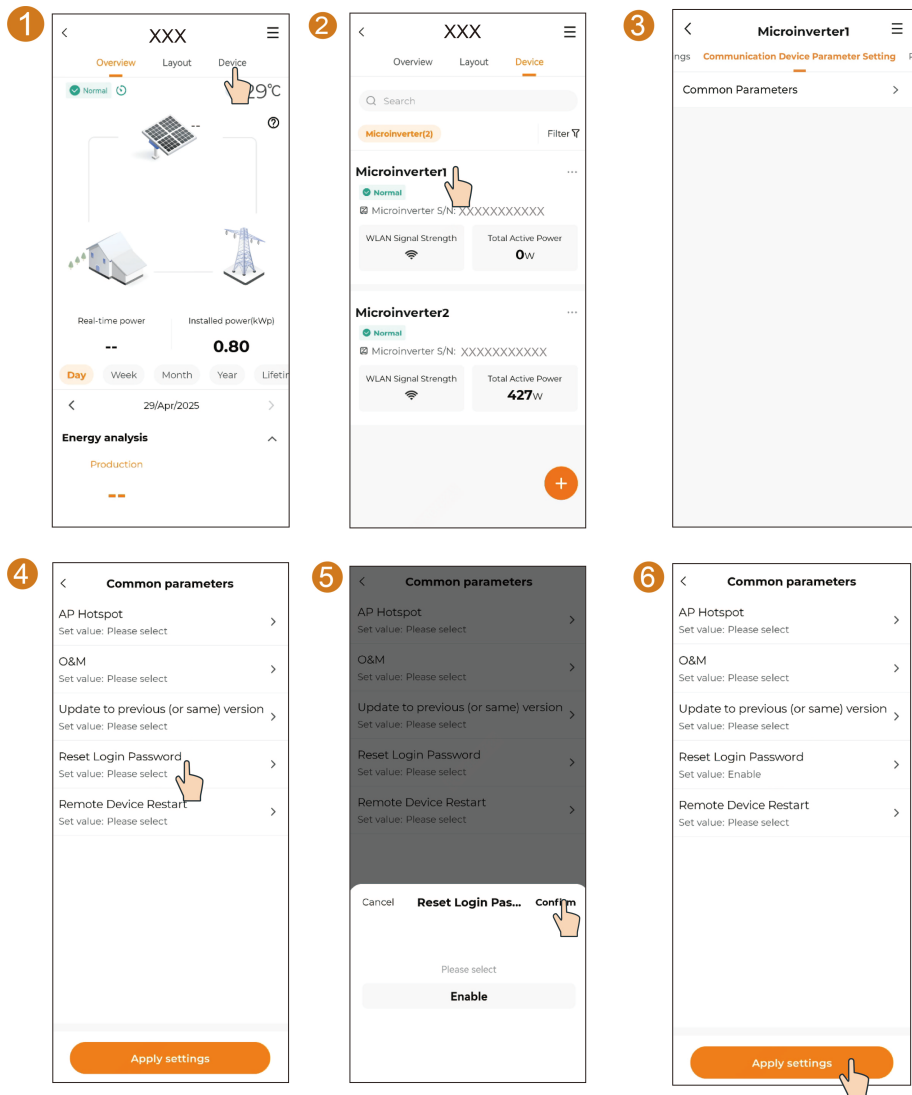 1
XXX
Overview Layout Device
Normal 29°C
--
Real-time power Installed power(kWp)
-- 0.80
Day Week Month Year Lifetin
29/Apr/2025
Energy analysis
Production
--
2
XXX
Overview Layout Device
Search
Microinverter(2) Filter
Microinverter1 ...
Normal
Microinverter S/N: XXXXXXXXXXX
WLAN Signal Strength Total Active Power
0W
Microinverter2 ...
Normal
Microinverter S/N: XXXXXXXXXXX
WLAN Signal Strength Total Active Power
427W
+
3
Microinverter1
ngs Communication Device Parameter Setting P
Common Parameters
4
Common parameters
AP Hotspot
Set value: Please select
O&M
Set value: Please select
Update to previous (or same) version
Set value: Please select
Reset Login Password
Set value: Please select
Remote Device Restart
Set value: Please select
Apply settings
5
Common parameters
AP Hotspot
Set value: Please select
O&M
Set value: Please select
Update to previous (or same) version
Set value: Please select
Reset Login Password
Set value: Please select
Remote Device Restart
Set value: Please select
Cancel Reset Login Pas... Confirm
Please select
Enable
6
Common parameters
AP Hotspot
Set value: Please select
O&M
Set value: Please select
Update to previous (or same) version
Set value: Please select
Reset Login Password
Set value: Enable
Remote Device Restart
Set value: Please select
Apply settings